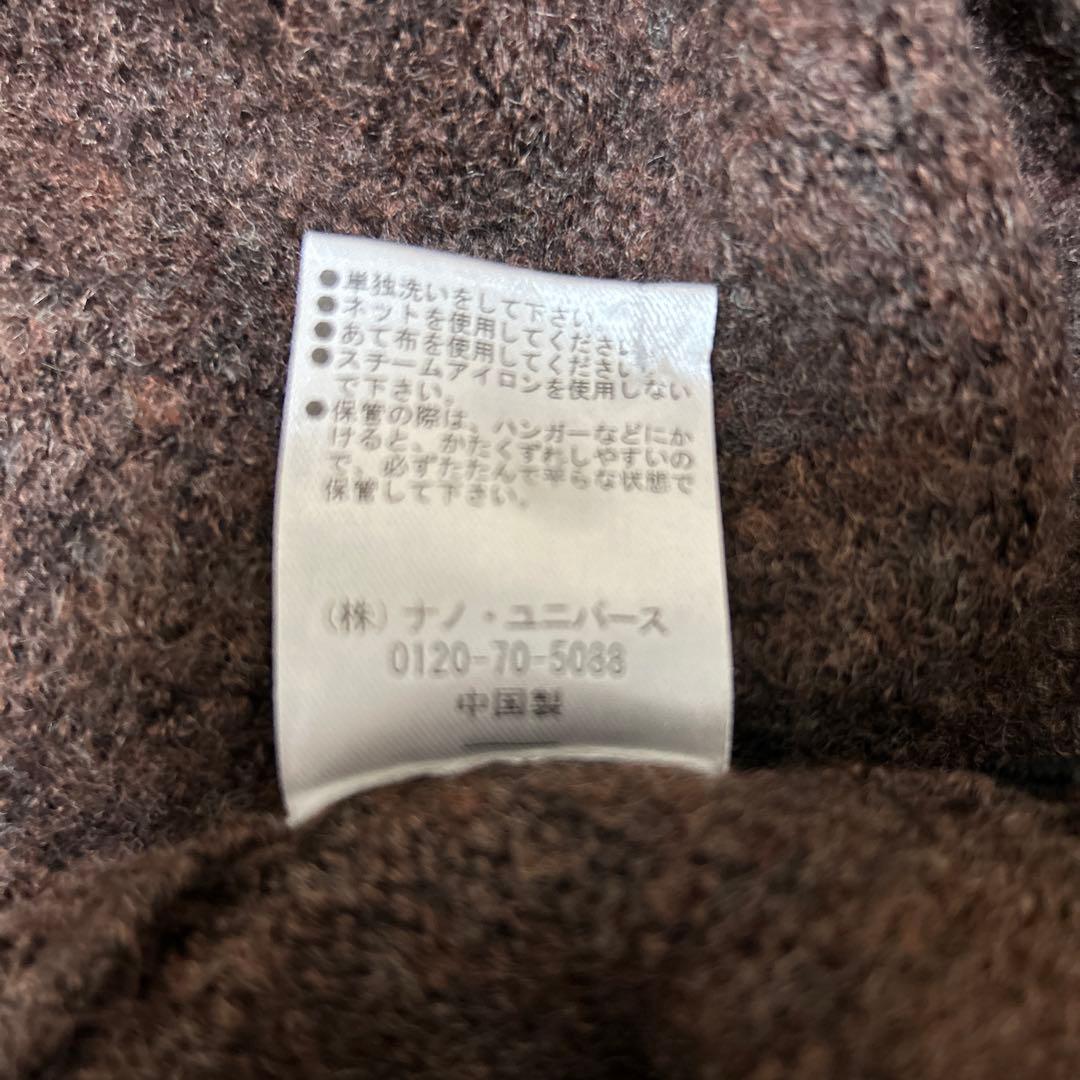 ●単独洗いをして下さい。
●ネットを使用してください。
●あて布を使用してください。
●スチームアイロンを使用しない
で下さい。
●保管の際は、ハンガーなどにか
けると、かたくずれしやすいの
で、必ずたたんで平らな状態で
保管して下さい。
(株)ナノ・ユニバース
0120-70-5088
中国製